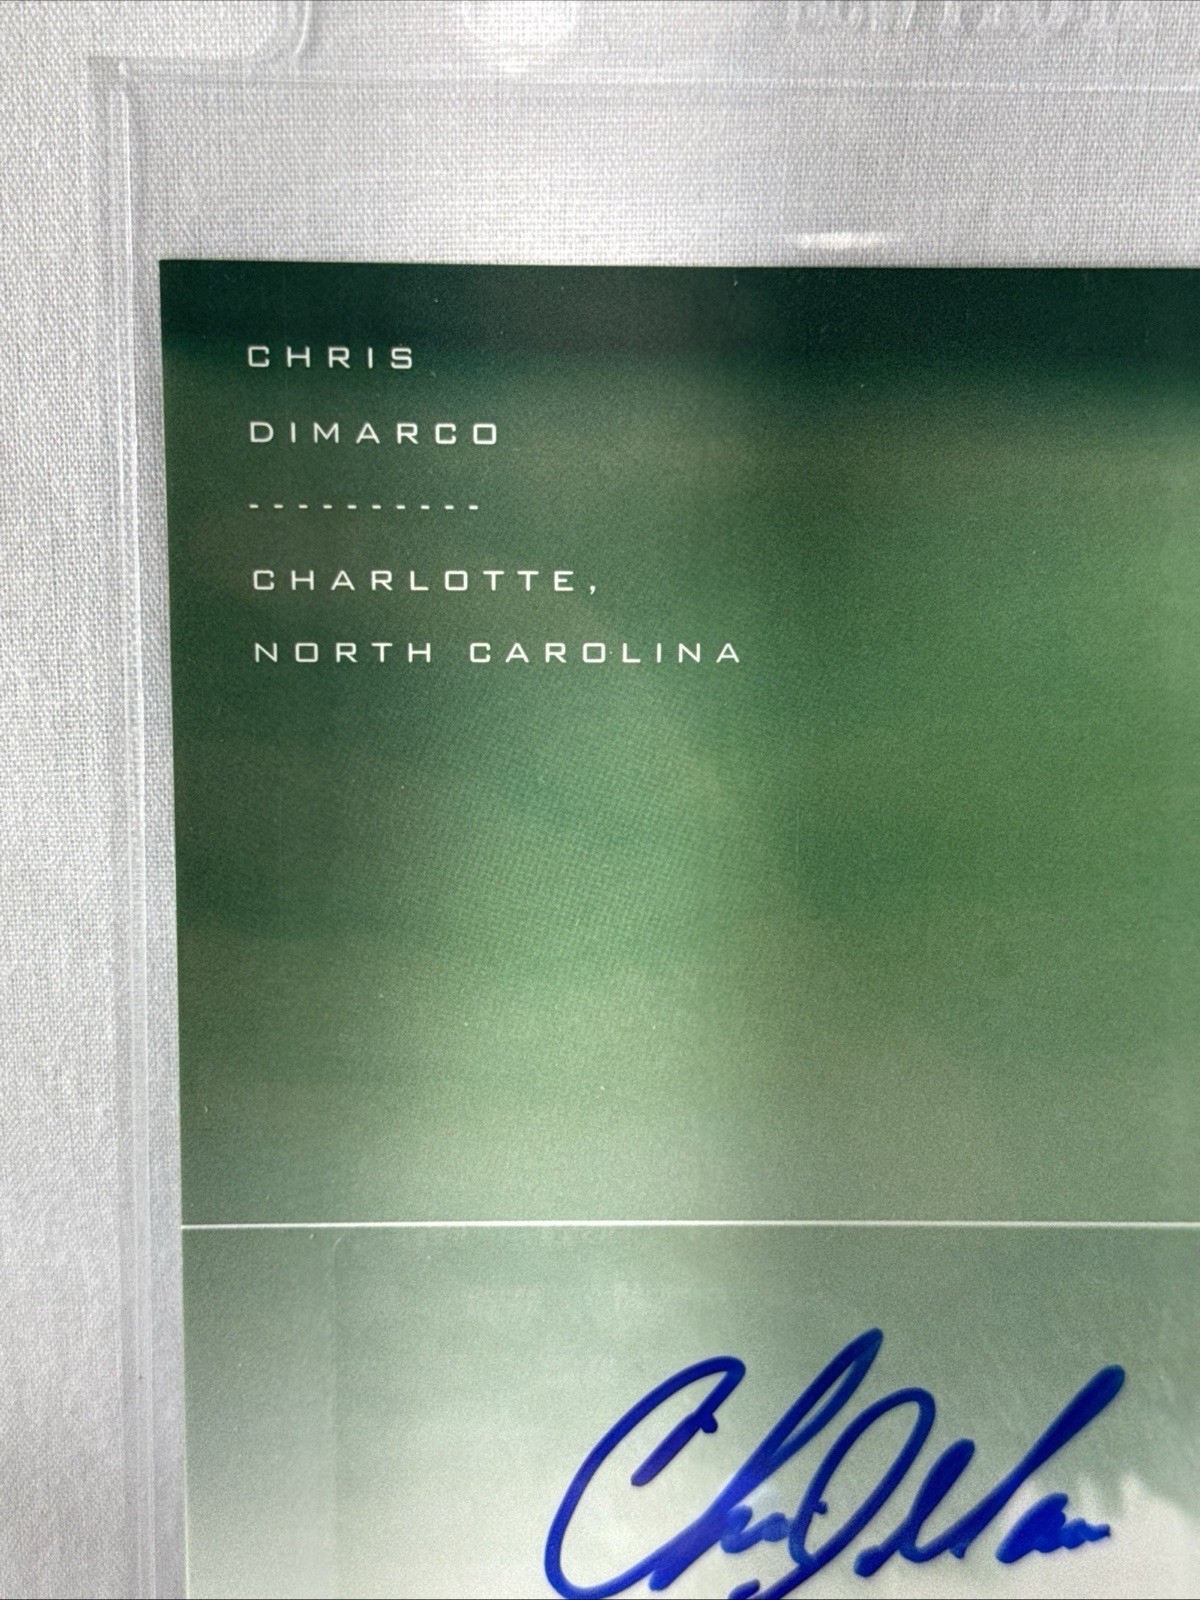 CHRIS
DIMARCO
----------
CHARLOTTE,
NORTH CAROLINA